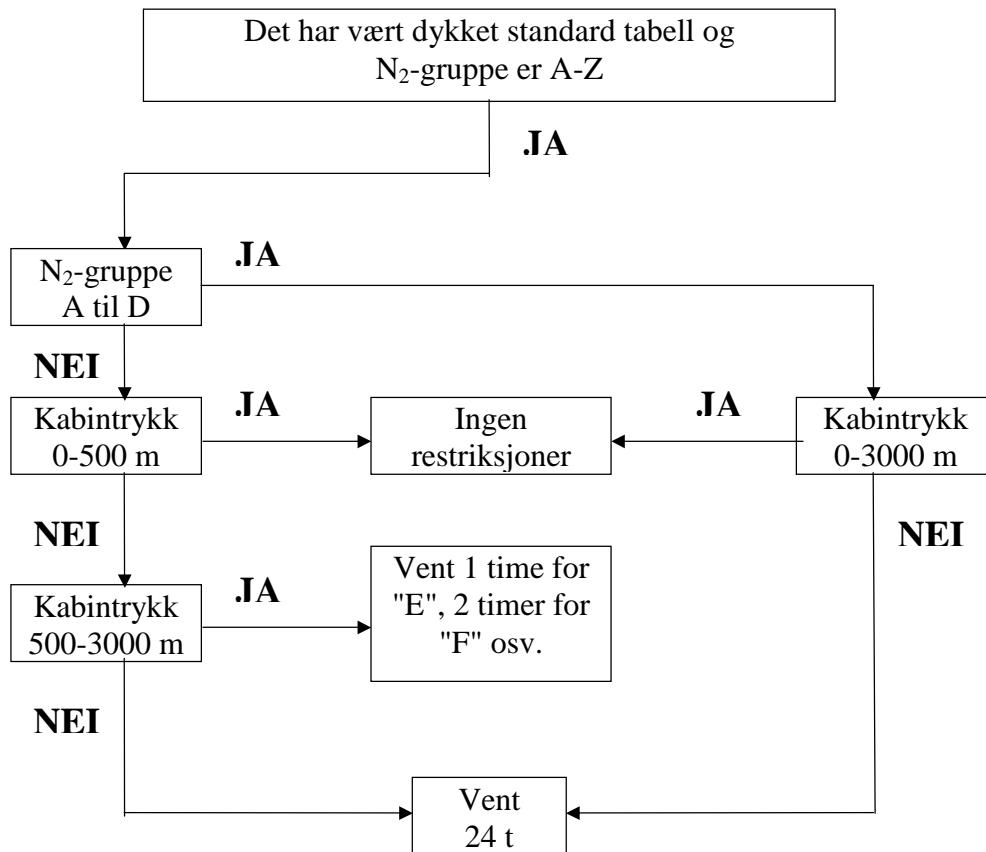 Det har vært dykket standard tabell og
N₂-gruppe er A-Z
JA
N₂-gruppe
A til D
JA
NEI
Kabintrykk
0-500 m
JA
Ingen
restriksjoner
JA
Kabintrykk
0-3000 m
NEI
NEI
Kabintrykk
500-3000 m
JA
Vent 1 time for
"E", 2 timer for
"F" osv.
NEI
Vent
24 t